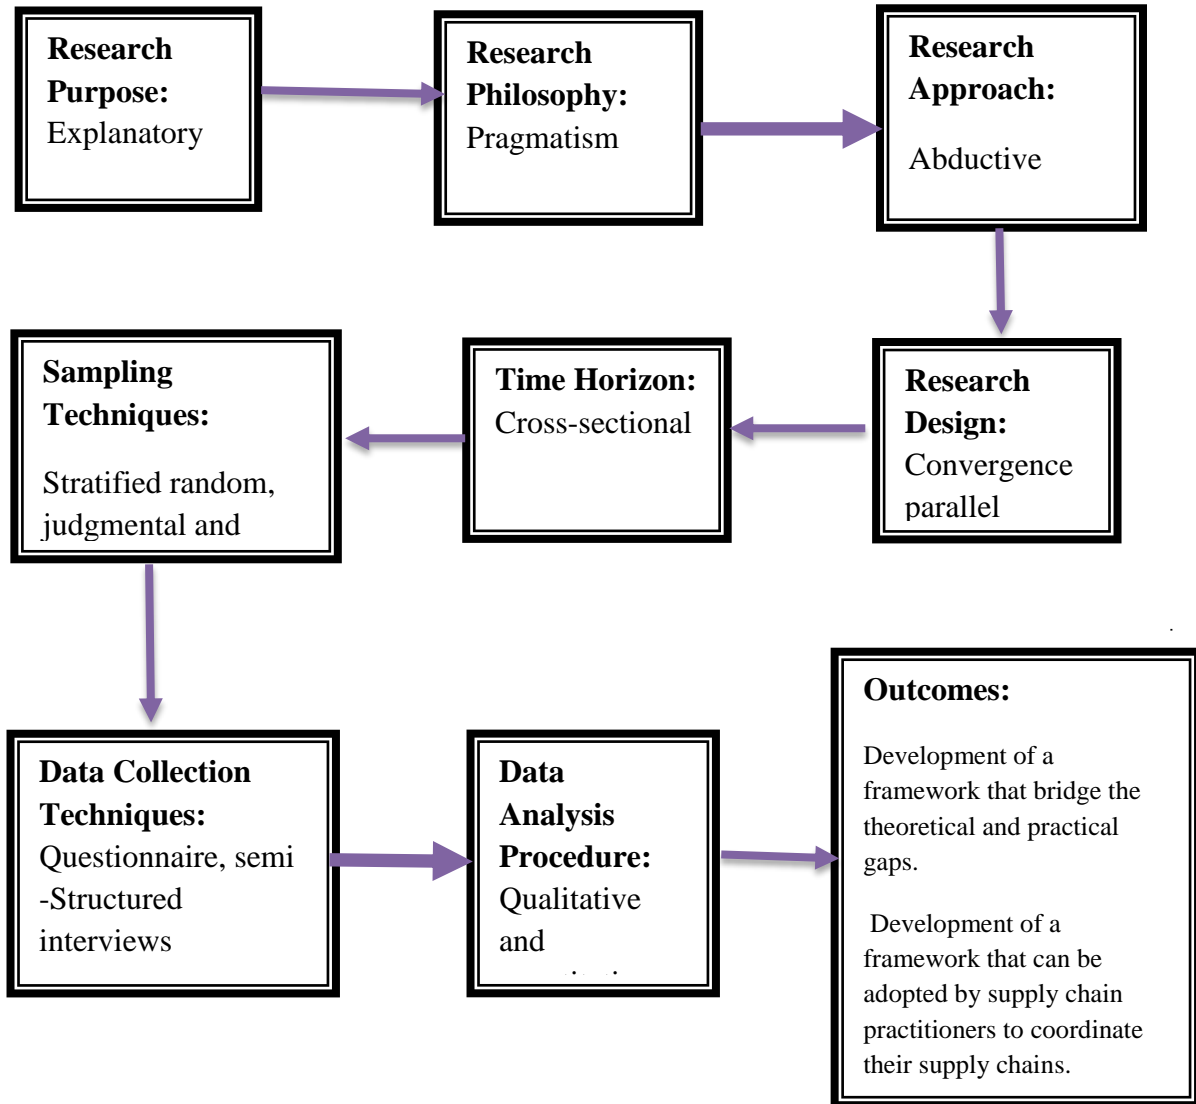 Research
Purpose:
Explanatory
Research
Philosophy:
Pragmatism
Research
Approach:
Abductive
Research
Design:
Convergence
parallel
Time Horizon:
Cross-sectional
Sampling
Techniques:
Stratified random,
judgmental and
Data Collection
Techniques:
Questionnaire, semi
-Structured
interviews
Data
Analysis
Procedure:
Qualitative
and
Outcomes:
Development of a
framework that bridge the
theoretical and practical
gaps.
Development of a
framework that can be
adopted by supply chain
practitioners to coordinate
their supply chains.